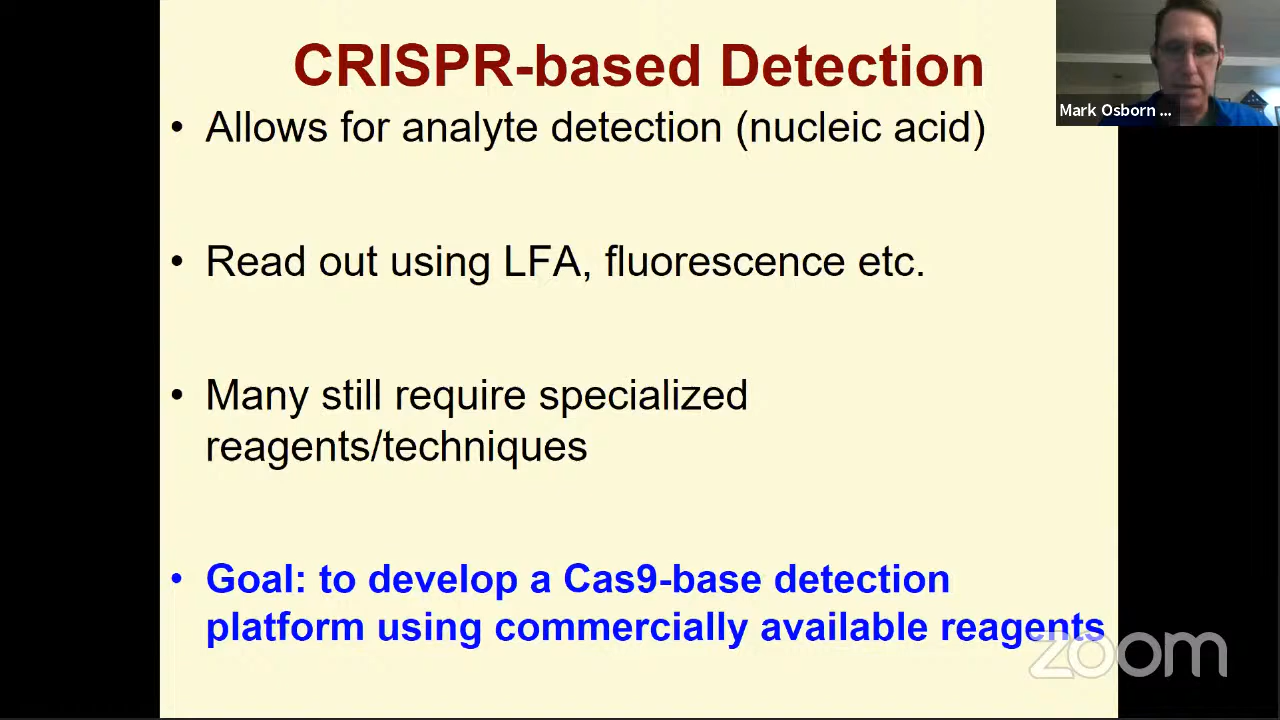 CRISPR-based Detection
• Allows for analyte detection (nucleic acid)
• Read out using LFA, fluorescence etc.
• Many still require specialized
reagents/techniques
• Goal: to develop a Cas9-base detection
platform using commercially available reagents
Mark Osborn ...
zoom